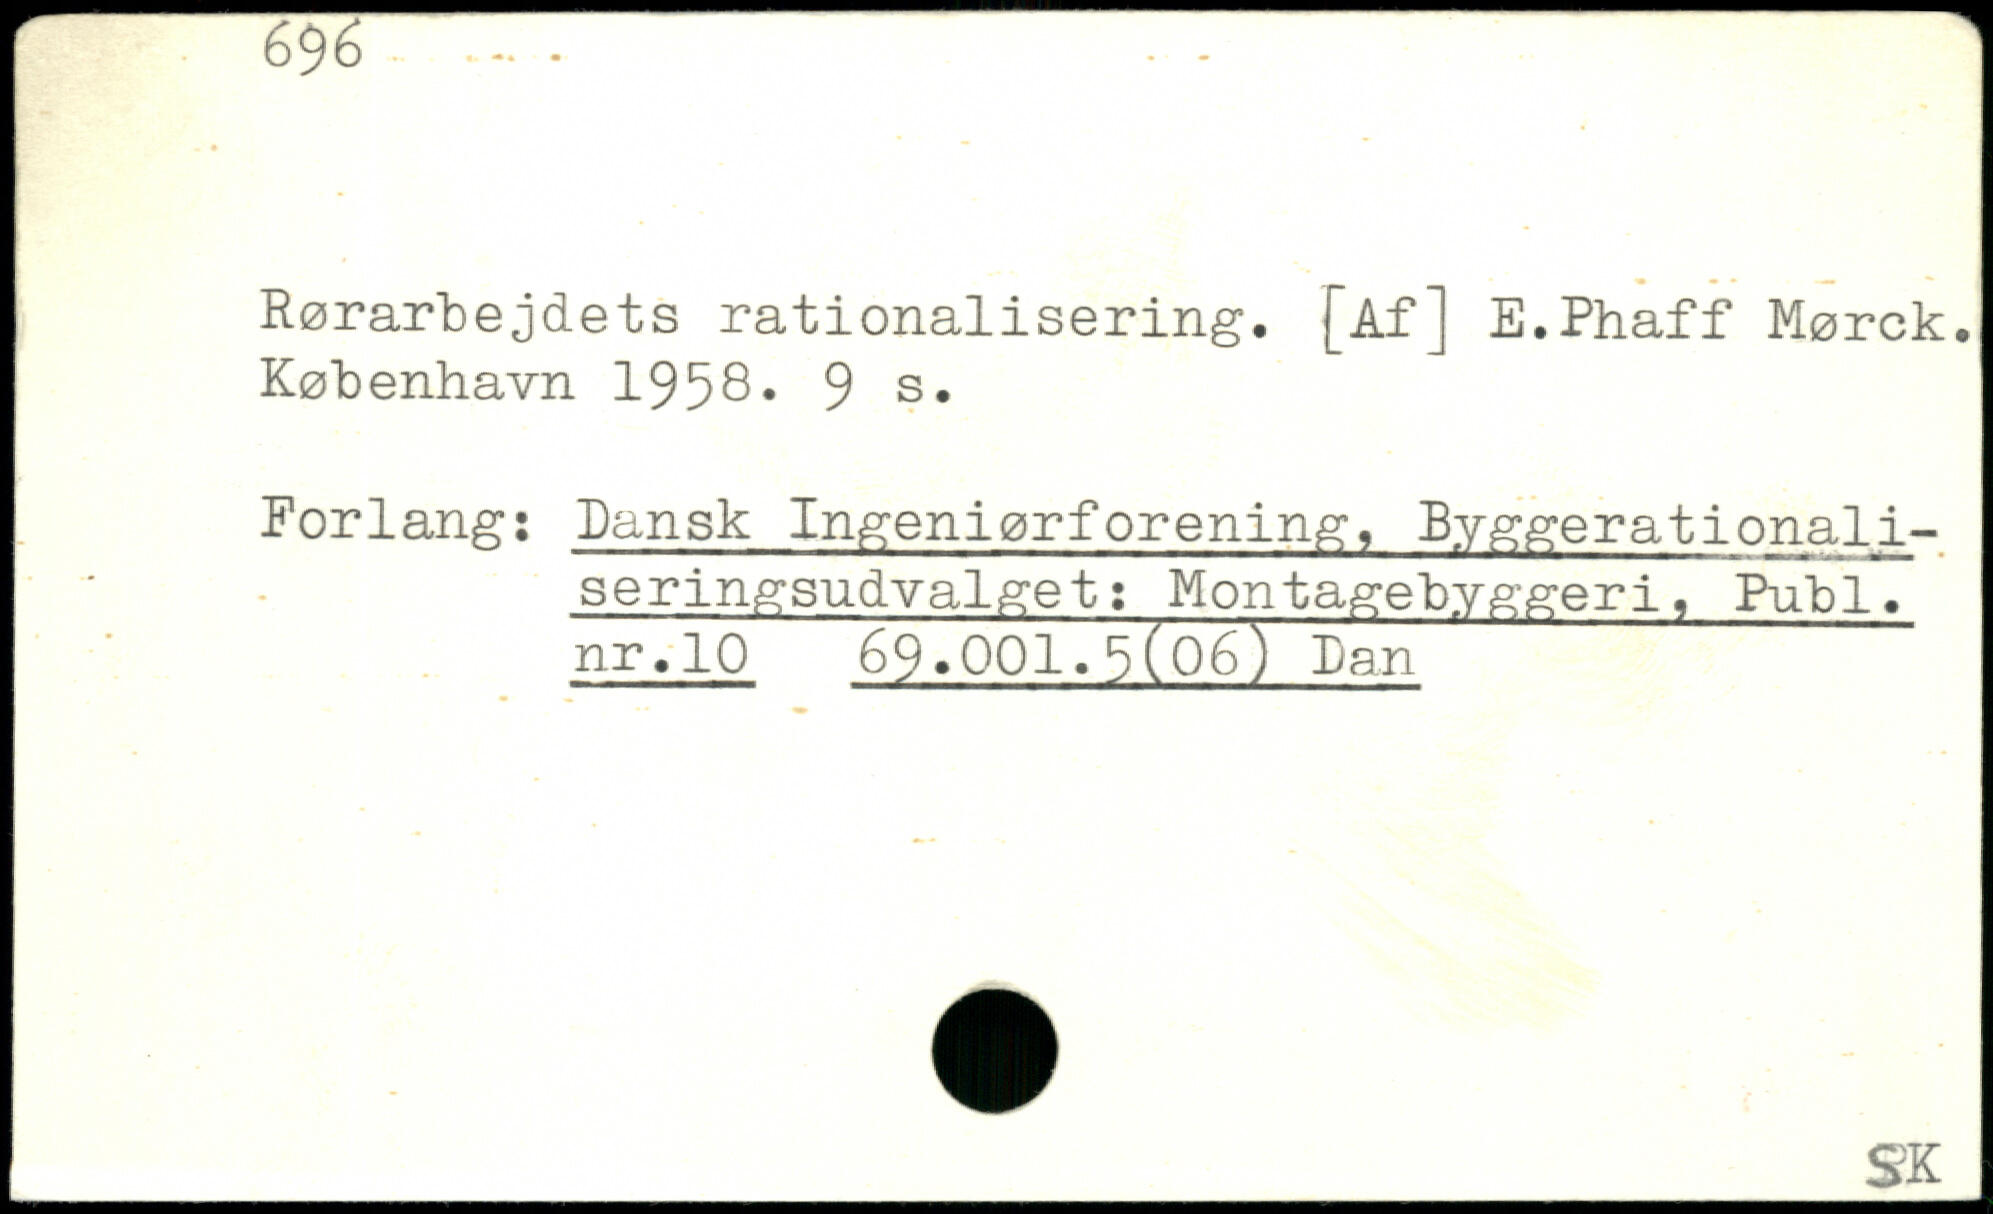 696
Rørarbejdets rationalisering. [Af] E.Phaff Mørck.
København 1958. 9 s.
Forlang: Dansk Ingeniørforening, Byggerationali-
seringsudvalget: Montagebyggeri, Publ.
nr.10 69.001.5(06) Dan
SK